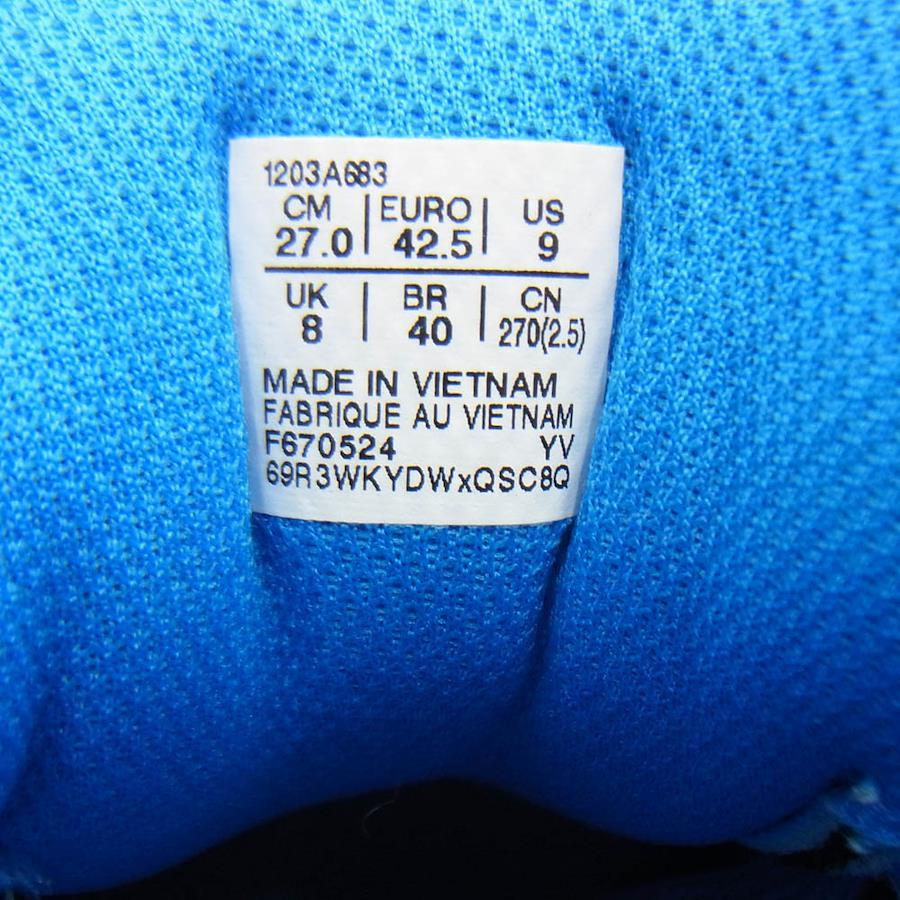 1203A683
CM | EURO | US
27.0 | 42.5 | 9
UK | BR | CN
8 | 40 | 270(2.5)
MADE IN VIETNAM
FABRIQUE AU VIETNAM
F670524 YV
69R3WKYDWxQSC8Q